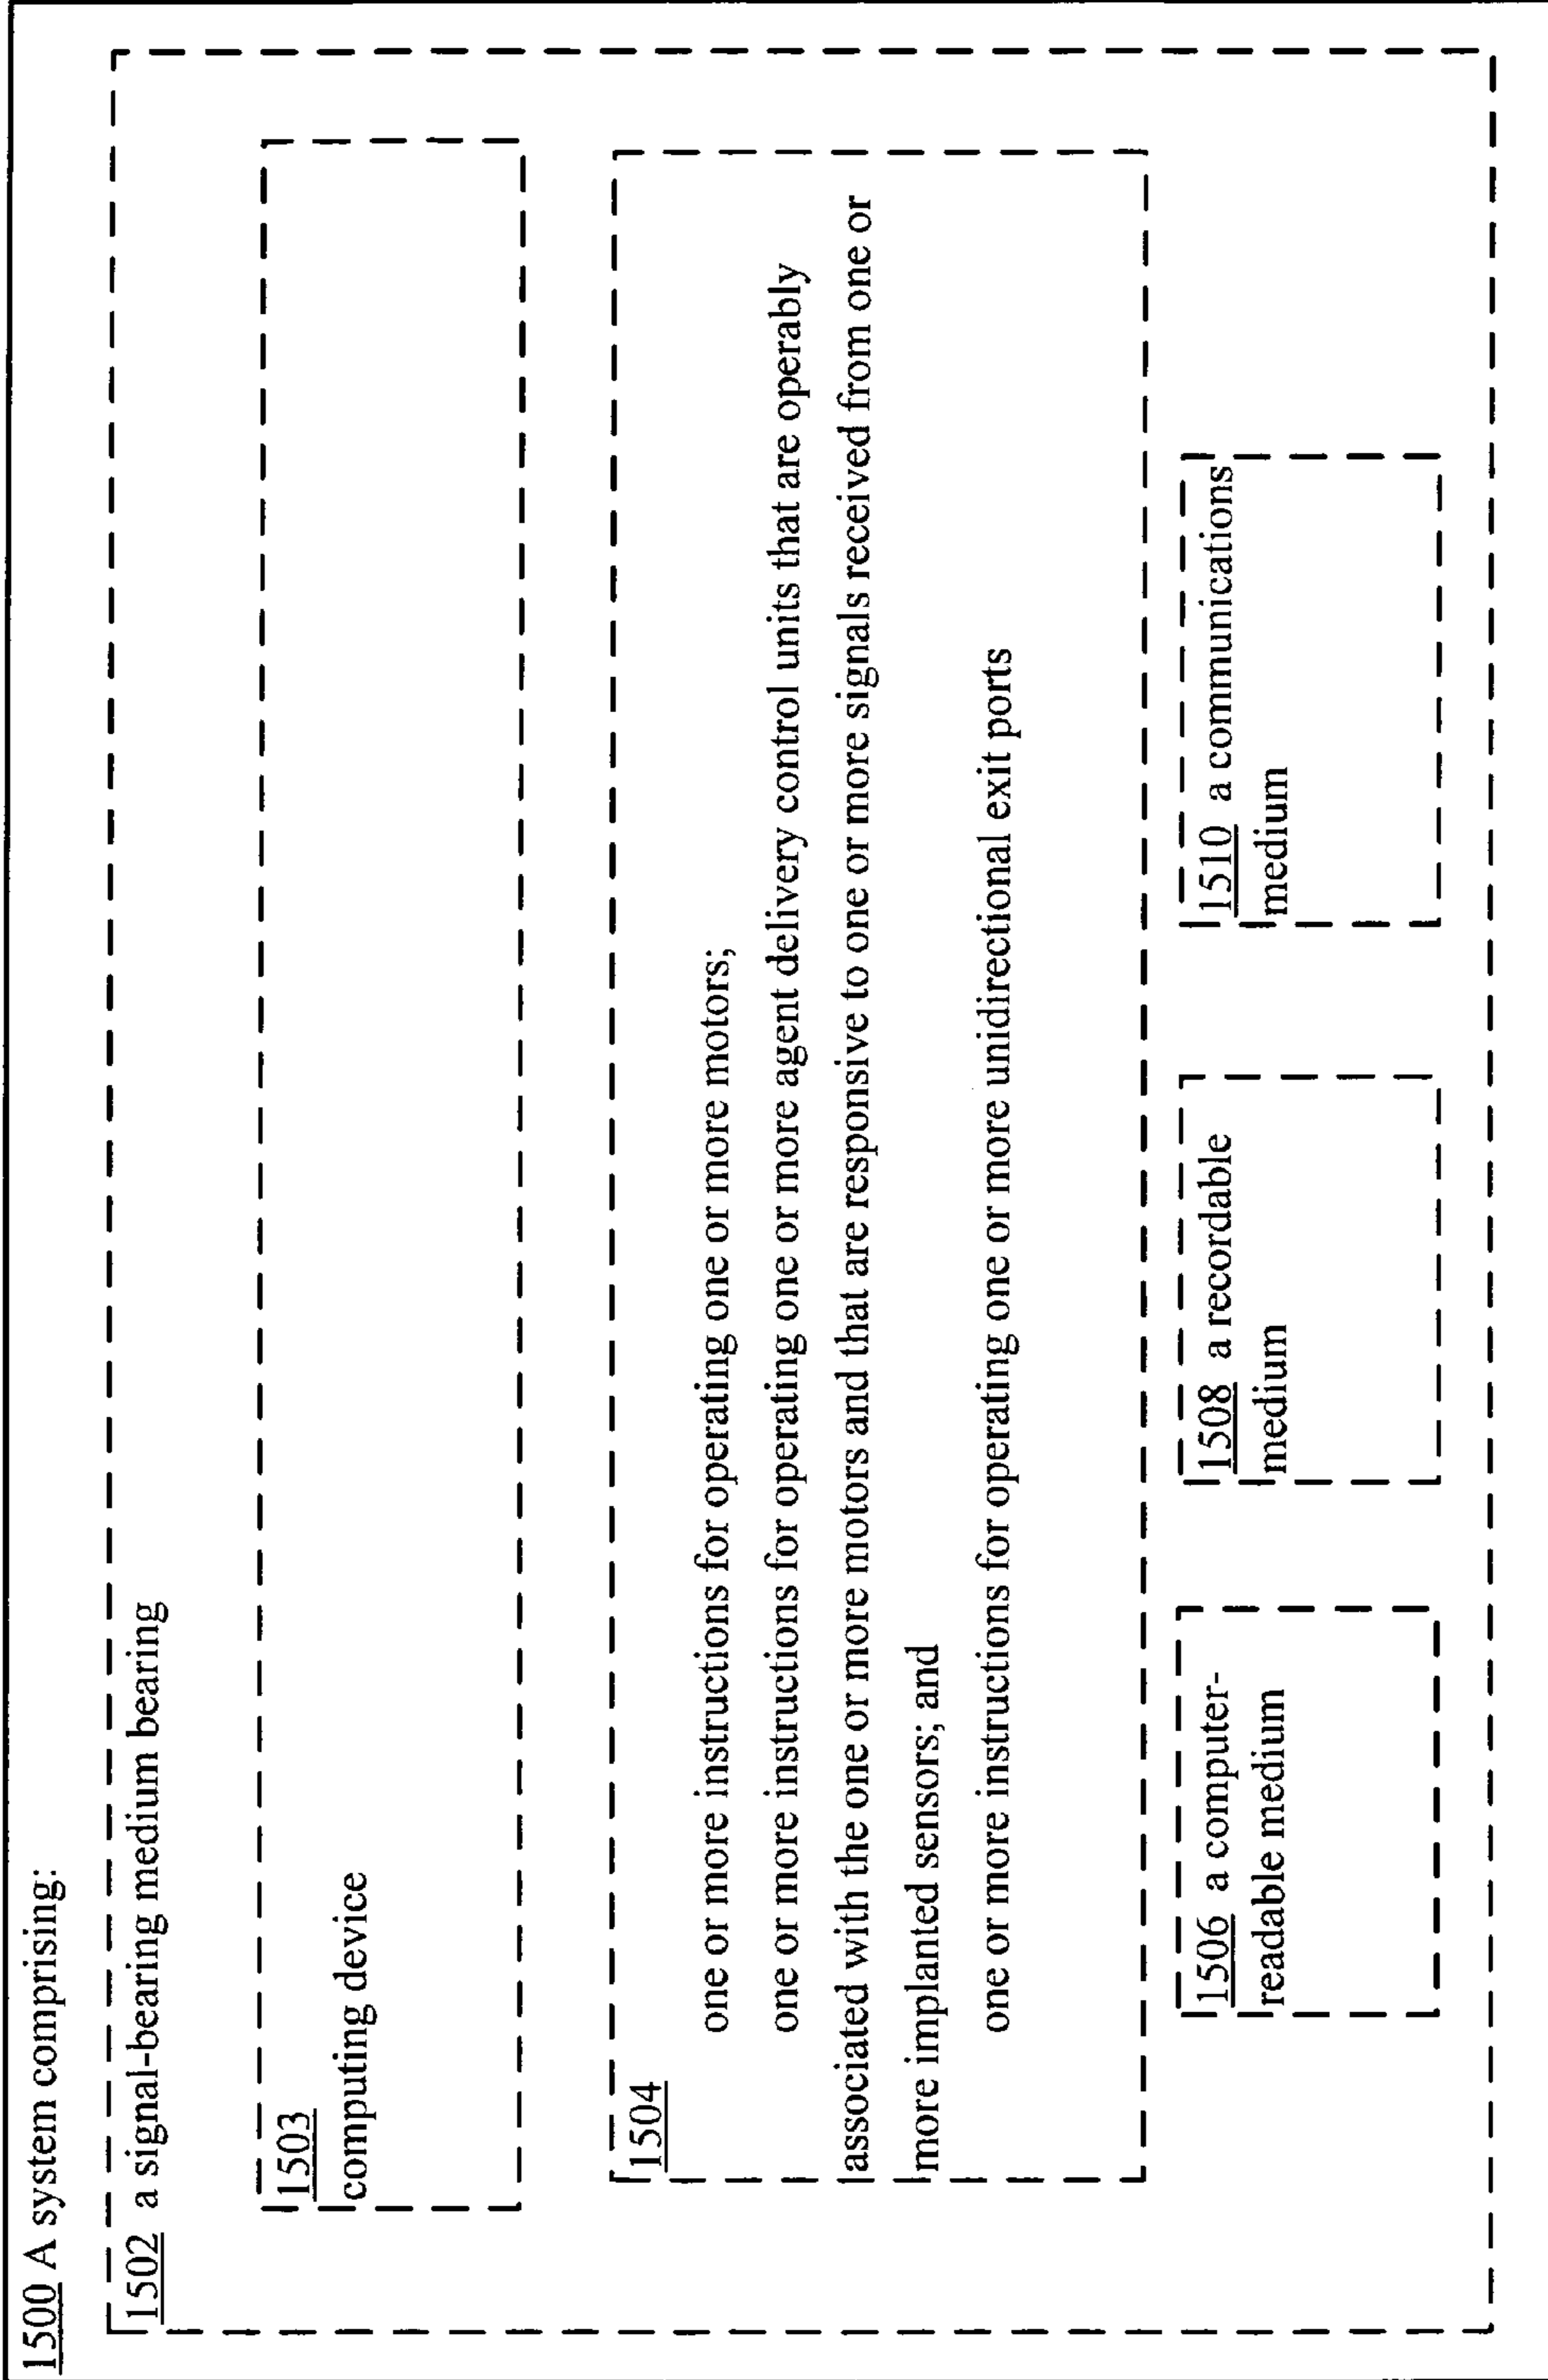 1500 A system comprising:
1502 a signal-bearing medium bearing
1503
computing device
1504
one or more instructions for operating one or more motors;
one or more instructions for operating one or more agent delivery control units that are operably
associated with the one or more motors and that are responsive to one or more signals received from one or
more implanted sensors; and
one or more instructions for operating one or more unidirectional exit ports
1506 a computer-
readable medium
1508 a recordable
medium
1510 a communications
medium